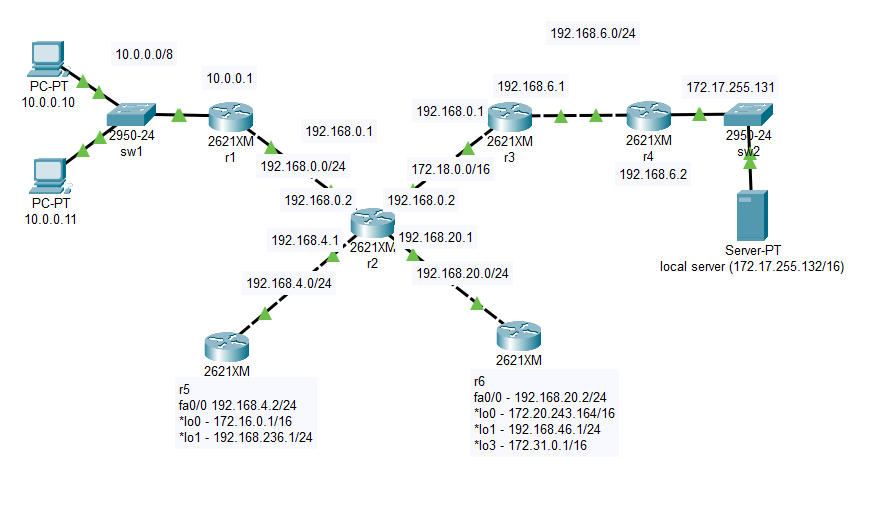 192.168.6.0/24
10.0.0.0/8
10.0.0.1
192.168.6.1
172.17.255.131
PC-PT
10.0.0.10
2950-24
sw1
2621XM
r1
192.168.0.1
192.168.0.1
2621XM
r3
2621XM
r4
2950-24
sw2
192.168.0.0/24
172.18.0.0/16
192.168.6.2
PC-PT
10.0.0.11
192.168.0.2
192.168.0.2
2621XM
r2
192.168.4.1
192.168.20.1
Server-PT
local server (172.17.255.132/16)
192.168.4.0/24
192.168.20.0/24
2621XM
r5
fa0/0 192.168.4.2/24
*lo0 - 172.16.0.1/16
*lo1 - 192.168.236.1/24
2621XM
r6
fa0/0 - 192.168.20.2/24
*lo0 - 172.20.243.164/16
*lo1 - 192.168.46.1/24
*lo3 - 172.31.0.1/16